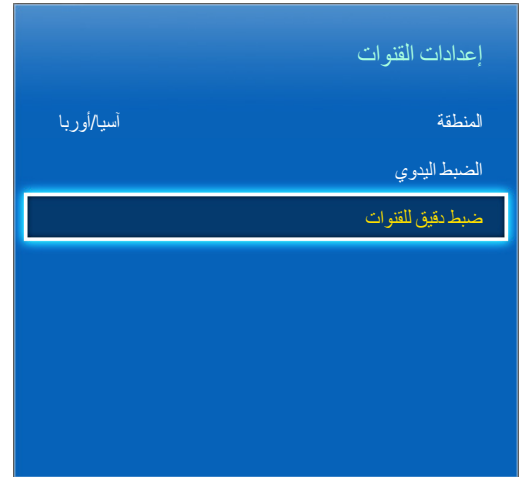 إعدادات القنوات
المنطقة آسيا/أوربا
الضبط اليدوي
ضبط دقيق للقنوات